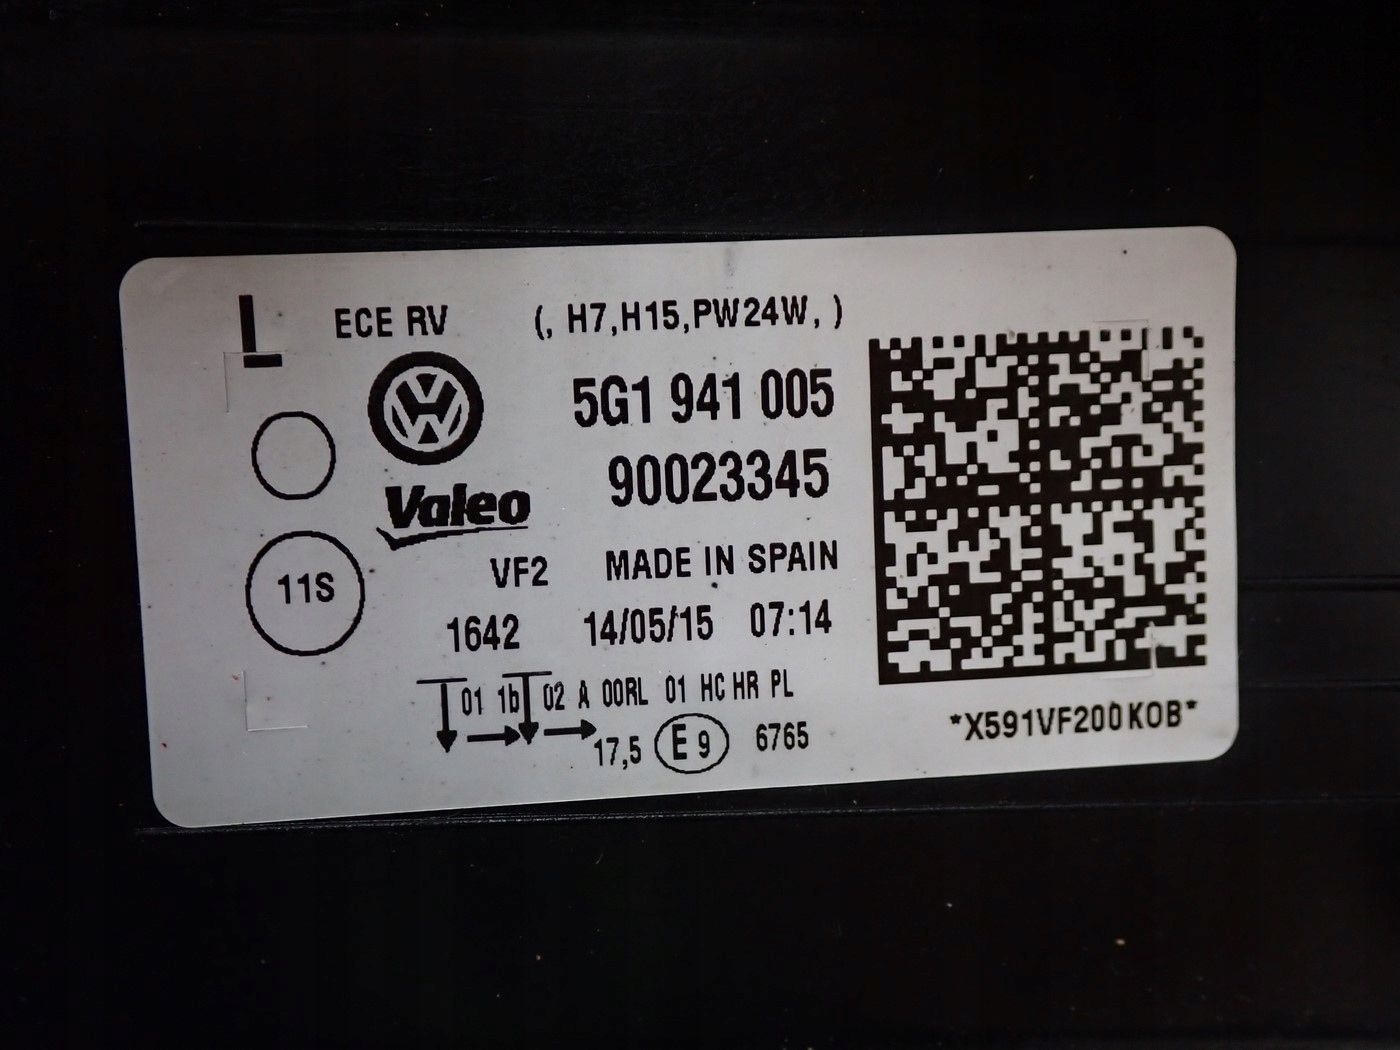 L ECE RV (, H7,H15,PW24W, )
5G1 941 005
90023345
Valeo
11S
VF2 MADE IN SPAIN
1642 14/05/15 07:14
01 1b 02 A 00RL 01 HC HR PL
17,5 E 9 6765
*X591VF200KOB*